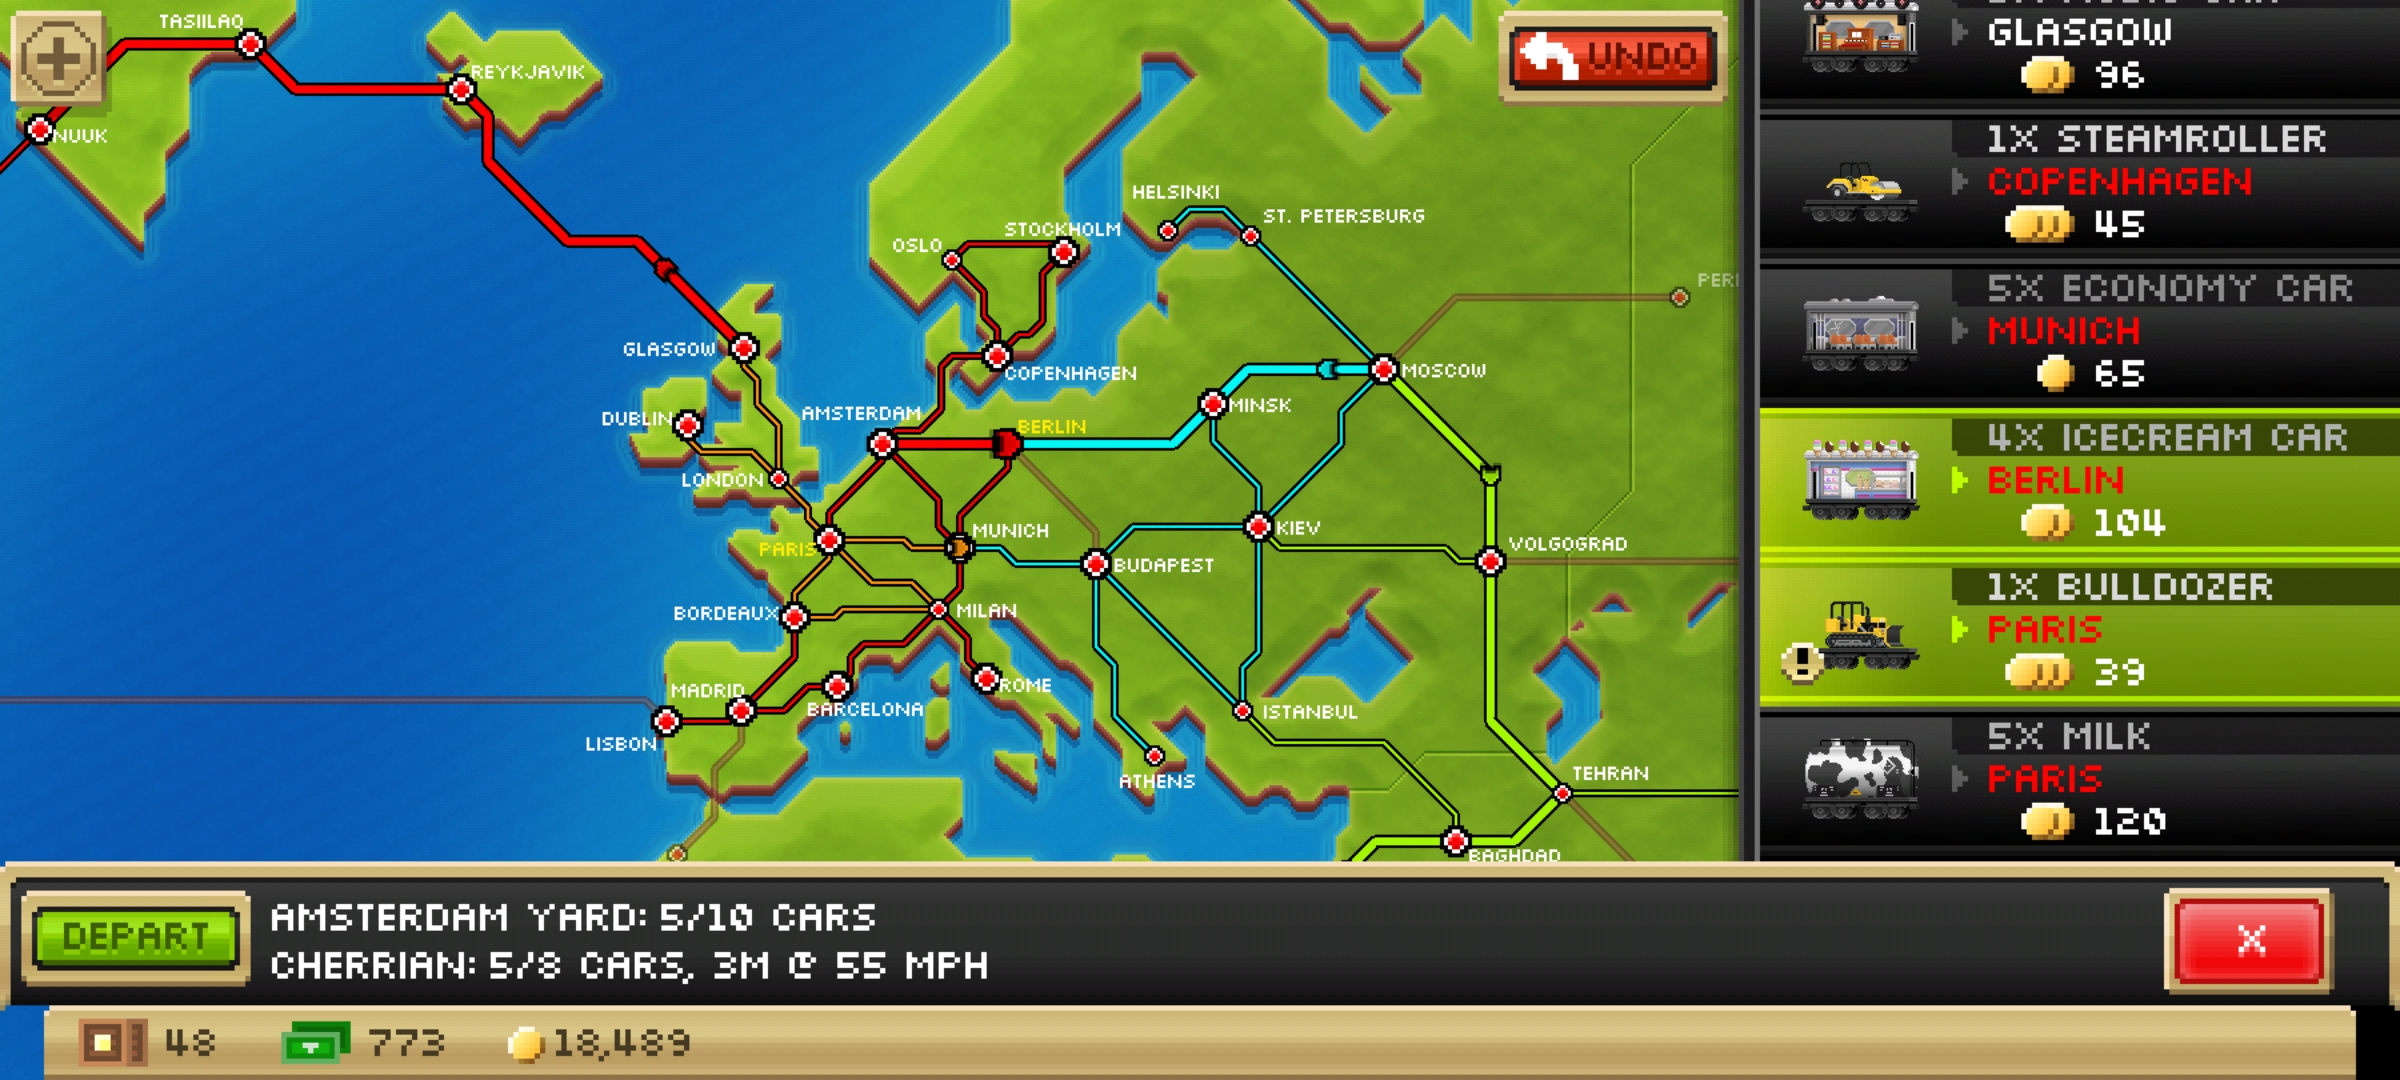 TASIILAQ
REYKJAVIK
NUUK
HELSINKI
ST. PETERSBURG
OSLO
STOCKHOLM
GLASGOW
COPENHAGEN
MOSCOW
DUBLIN
AMSTERDAM
BERLIN
MINSK
LONDON
PARIS
MUNICH
KIEV
VOLGOGRAD
BUDAPEST
BORDEAUX
MILAN
MADRID
ROME
BARCELONA
ISTANBUL
LISBON
ATHENS
TEHRAN
BAGHDAD
UNDO
GLASGOW
96
1X STEAMROLLER
COPENHAGEN
45
5X ECONOMY CAR
MUNICH
65
4X ICECREAM CAR
BERLIN
104
1X BULLDOZER
PARIS
39
5X MILK
PARIS
120
DEPART
AMSTERDAM YARD: 5/10 CARS
CHERRIAN: 5/8 CARS, 3M @ 55 MPH
X
48
773
18,489